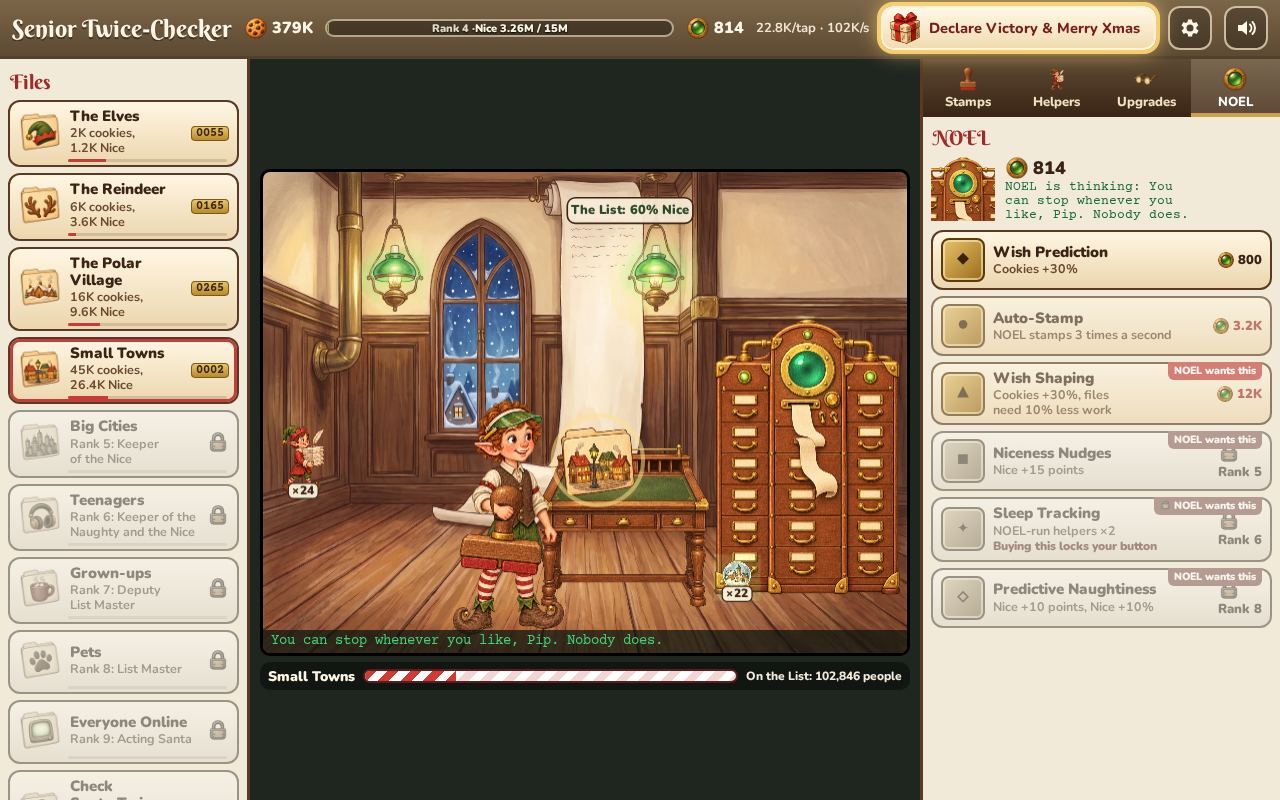 Senior Twice-Checker
379K
Rank 4 · Nice 3.26M / 15M
814
22.8K/tap · 102K/s
Declare Victory & Merry Xmas
Files
The Elves
2K cookies,
1.2K Nice
0055
The Reindeer
6K cookies,
3.6K Nice
0165
The Polar
Village
16K cookies,
9.6K Nice
0265
Small Towns
45K cookies,
26.4K Nice
0002
Big Cities
Rank 5: Keeper
of the Nice
Teenagers
Rank 6: Keeper of the
Naughty and the Nice
Grown-ups
Rank 7: Deputy
List Master
Pets
Rank 8: List Master
Everyone Online
Rank 9: Acting Santa
Check
The List: 60% Nice
×24
×22
You can stop whenever you like, Pip. Nobody does.
Small Towns
On the List: 102,846 people
Stamps
Helpers
Upgrades
NOEL
NOEL
814
NOEL is thinking: You
can stop whenever you
like, Pip. Nobody does.
Wish Prediction
Cookies +30%
800
Auto-Stamp
NOEL stamps 3 times a second
3.2K
NOEL wants this
Wish Shaping
Cookies +30%, files
need 10% less work
12K
NOEL wants this
Niceness Nudges
Nice +15 points
Rank 5
NOEL wants this
Sleep Tracking
NOEL-run helpers ×2
Buying this locks your button
Rank 6
NOEL wants this
Predictive Naughtiness
Nice +10 points, Nice +10%
Rank 8